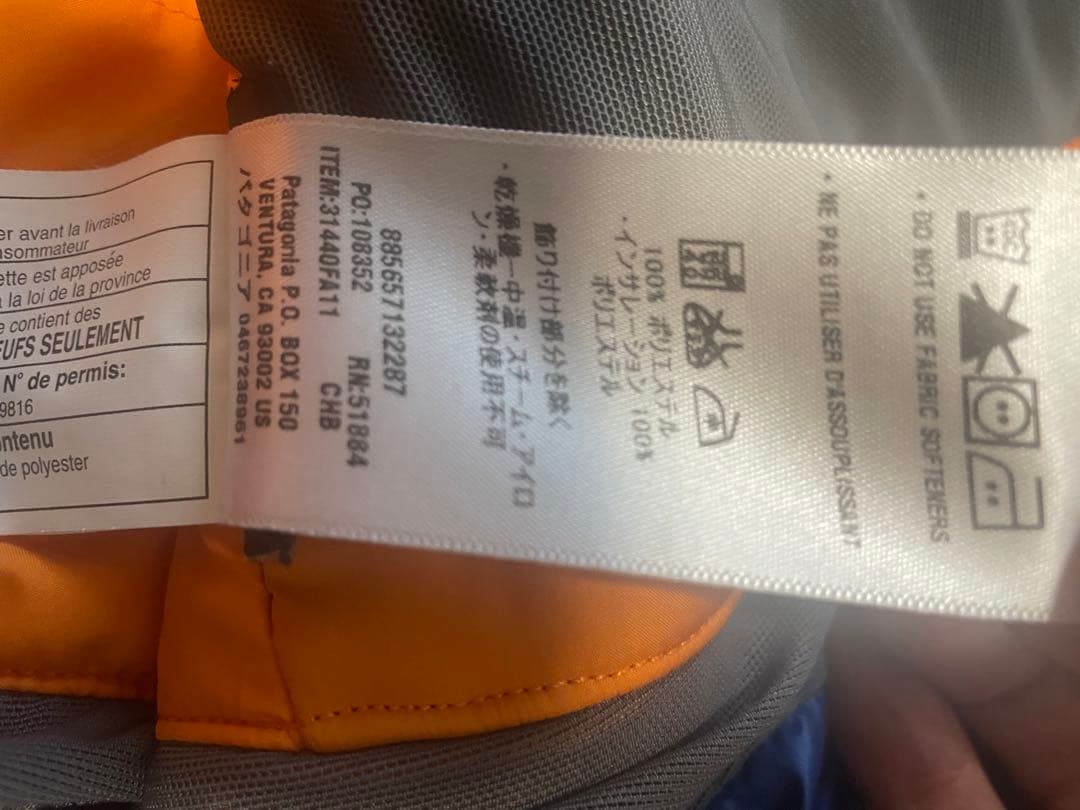 er avant la livraison
nsommateur
ette est apposée
à la loi de la province
e contient des
EUFS SEULEMENT
N° de permis:
9816
ontenu
de polyester
• DO NOT USE FABRIC SOFTENERS
• NE PAS UTILISER D'ASSOUPLISSANT
100% ポリエステル
・インサレーション 100%
ポリエステル
飾り付け部分を除く
・乾燥機－中温・スチーム・アイロ
ン・柔軟剤の使用不可
885657132287
PO:108352 RN:51884
ITEM:31440FA11 CHB
Patagonia P.O. BOX 150
VENTURA, CA 93002 US
パタゴニア 0467238961